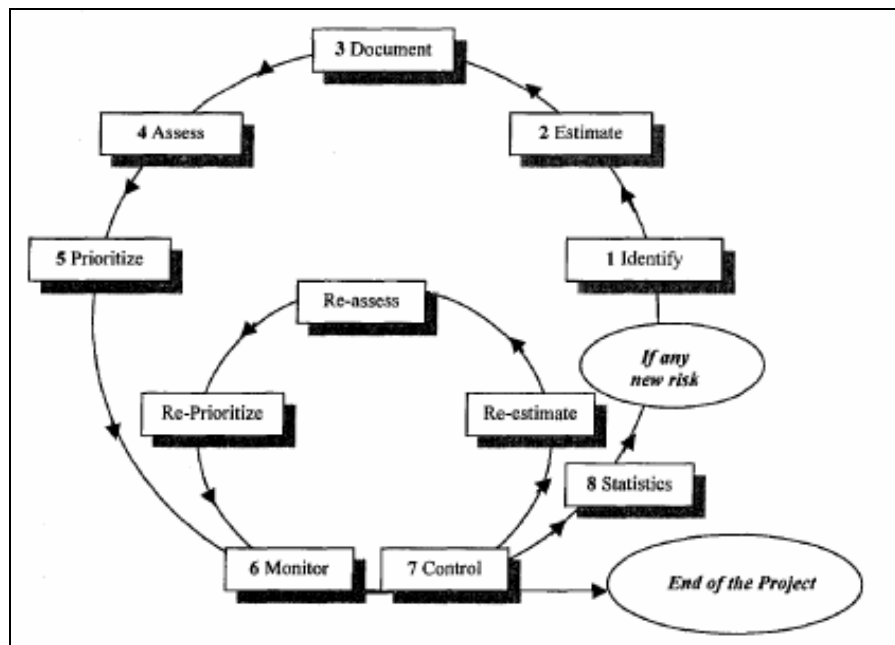 3 Document
4 Assess
2 Estimate
5 Prioritize
1 Identify
Re-assess
If any
new risk
Re-Prioritize
Re-estimate
8 Statistics
6 Monitor
7 Control
End of the Project